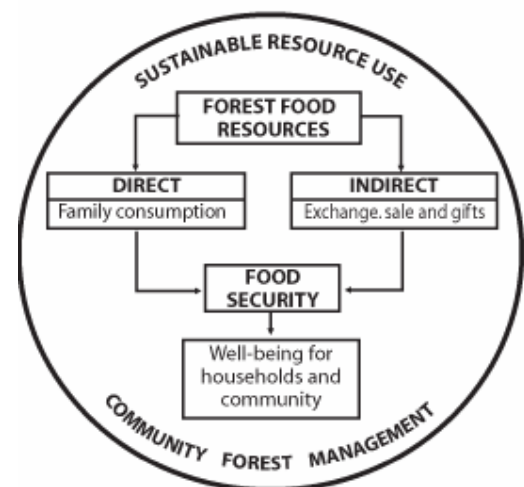 SUSTAINABLE RESOURCE USE
FOREST FOOD
RESOURCES
DIRECT
Family consumption
INDIRECT
Exchange. sale and gifts
FOOD
SECURITY
Well-being for
households and
community
COMMUNITY FOREST MANAGEMENT